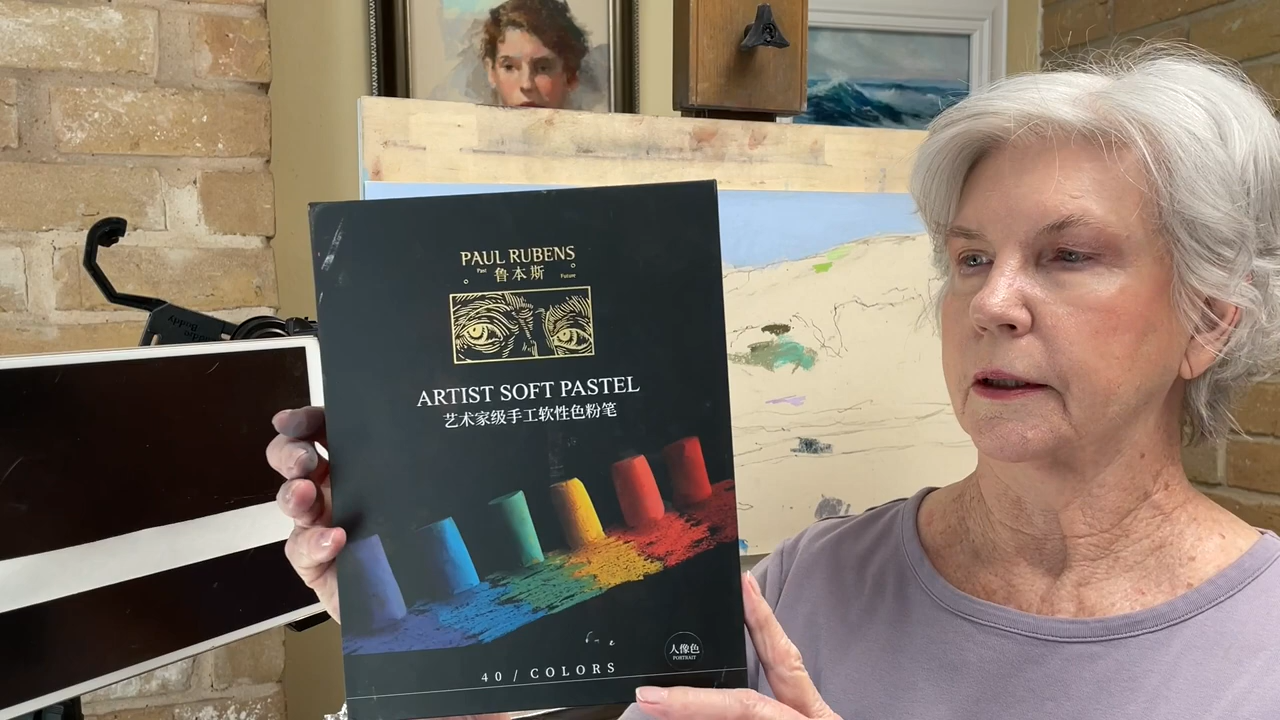 PAUL RUBENS
Past
鲁本斯
Future
ARTIST SOFT PASTEL
艺术家级手工软性色粉笔
人像色
PORTRAIT
40 / COLORS